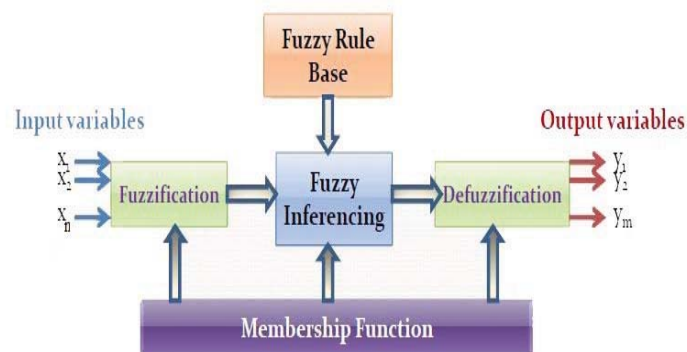 Fuzzy Rule
Base
Input variables
Output variables
x₁
x₂
xₙ
Fuzzification
Fuzzy
Inferencing
Defuzzification
y₁
y₂
yₘ
Membership Function